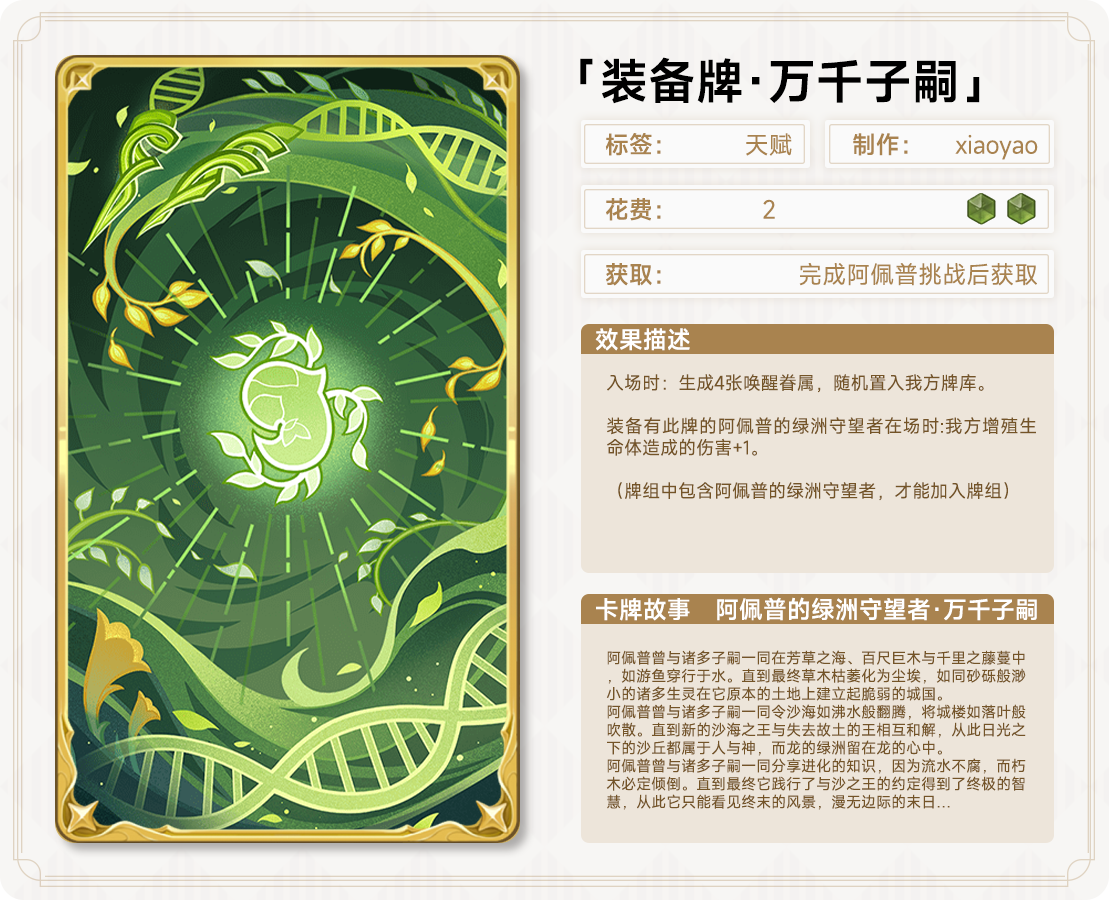 「装备牌·万千子嗣」
标签： 天赋
制作： xiaoyao
花费： 2
获取： 完成阿佩普挑战后获取
效果描述
入场时：生成4张唤醒眷属，随机置入我方牌库。
装备有此牌的阿佩普的绿洲守望者在场时:我方增殖生
命体造成的伤害+1。
（牌组中包含阿佩普的绿洲守望者，才能加入牌组）
卡牌故事 阿佩普的绿洲守望者·万千子嗣
阿佩普曾与诸多子嗣一同在芳草之海、百尺巨木与千里之藤蔓中
，如游鱼穿行于水。直到最终草木枯萎化为尘埃，如同砂砾般渺
小的诸多生灵在它原本的土地上建立起脆弱的城国。
阿佩普曾与诸多子嗣一同令沙海如沸水般翻腾，将城楼如落叶般
吹散。直到新的沙海之王与失去故土的王相互和解，从此日光之
下的沙丘都属于人与神，而龙的绿洲留在龙的心中。
阿佩普曾与诸多子嗣一同分享进化的知识，因为流水不腐，而朽
木必定倾倒。直到最终它践行了与沙之王的约定得到了终极的智
慧，从此它只能看见终末的风景，漫无边际的末日...